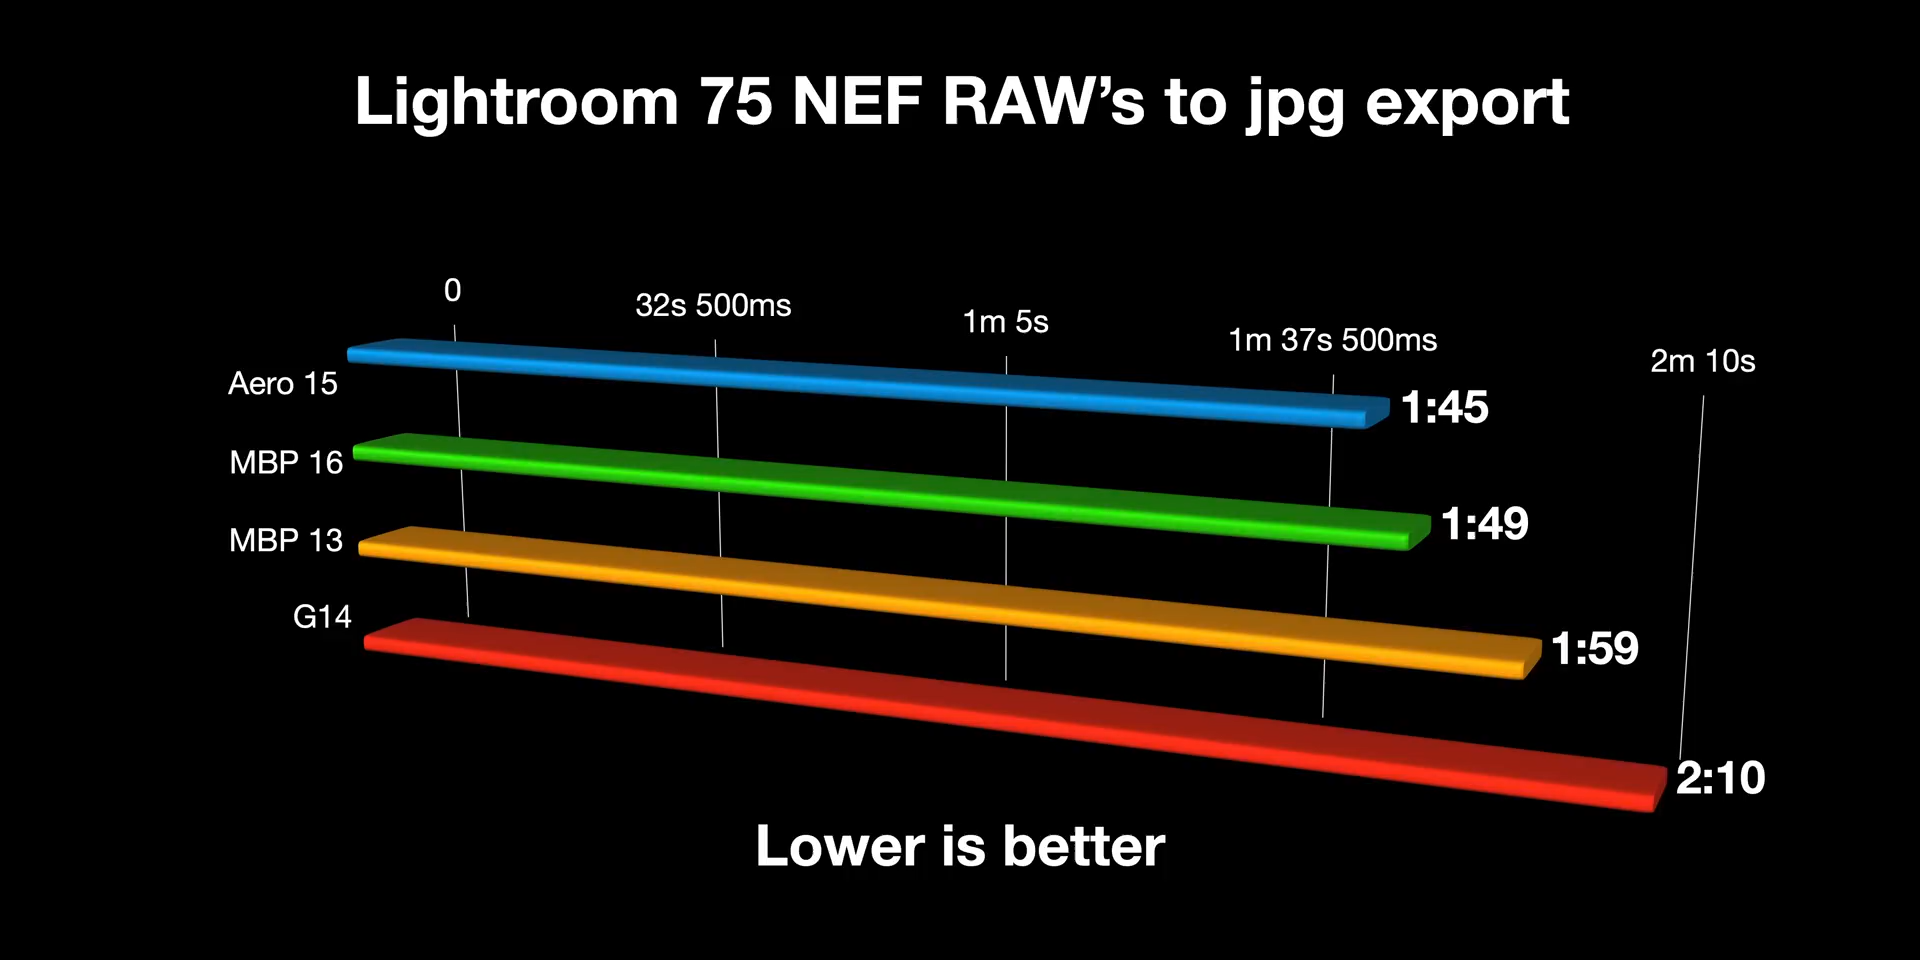 Lightroom 75 NEF RAW’s to jpg export
0
32s 500ms
1m 5s
1m 37s 500ms
2m 10s
Aero 15
1:45
MBP 16
1:49
MBP 13
1:59
G14
2:10
Lower is better